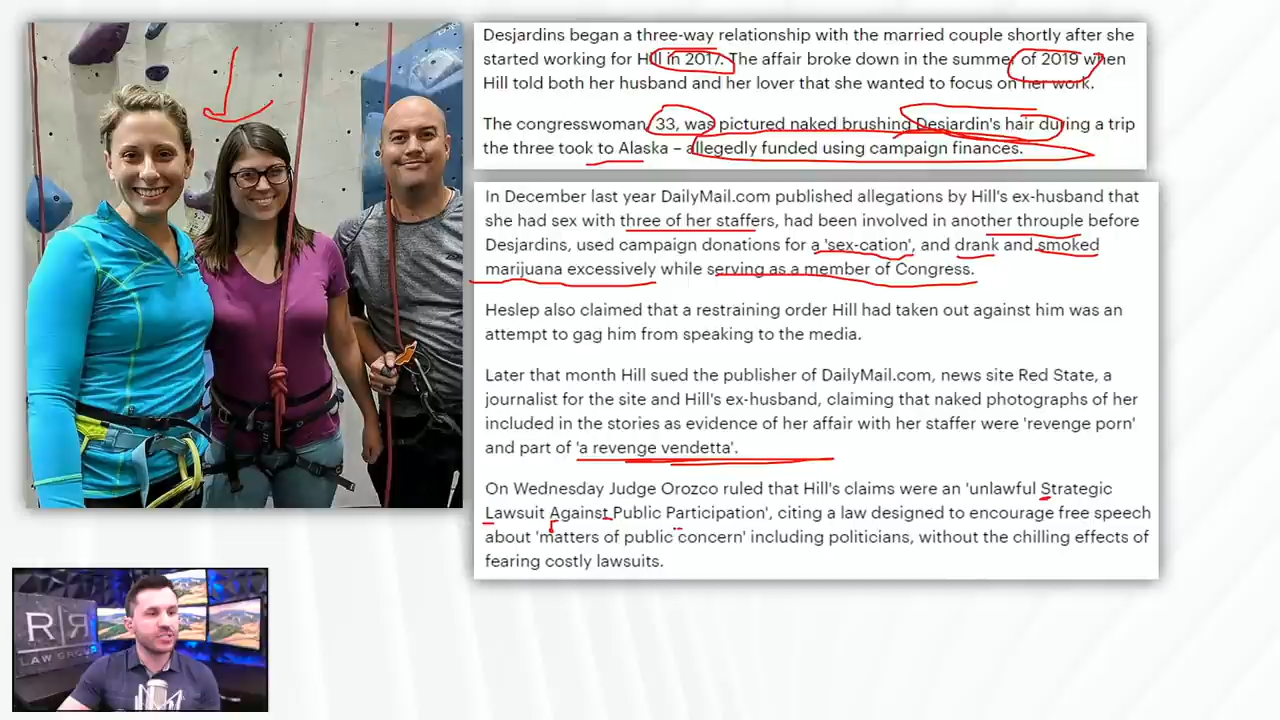 Desjardins began a three-way relationship with the married couple shortly after she
started working for Hill in 2017. The affair broke down in the summer of 2019 when
Hill told both her husband and her lover that she wanted to focus on her work.
The congresswoman, 33, was pictured naked brushing Desjardin's hair during a trip
the three took to Alaska – allegedly funded using campaign finances.
In December last year DailyMail.com published allegations by Hill's ex-husband that
she had sex with three of her staffers, had been involved in another throuple before
Desjardins, used campaign donations for a 'sex-cation', and drank and smoked
marijuana excessively while serving as a member of Congress.
Heslep also claimed that a restraining order Hill had taken out against him was an
attempt to gag him from speaking to the media.
Later that month Hill sued the publisher of DailyMail.com, news site Red State, a
journalist for the site and Hill's ex-husband, claiming that naked photographs of her
included in the stories as evidence of her affair with her staffer were 'revenge porn'
and part of 'a revenge vendetta'.
On Wednesday Judge Orozco ruled that Hill's claims were an 'unlawful Strategic
Lawsuit Against Public Participation', citing a law designed to encourage free speech
about 'matters of public concern' including politicians, without the chilling effects of
fearing costly lawsuits.
R|R
LAW GROUP